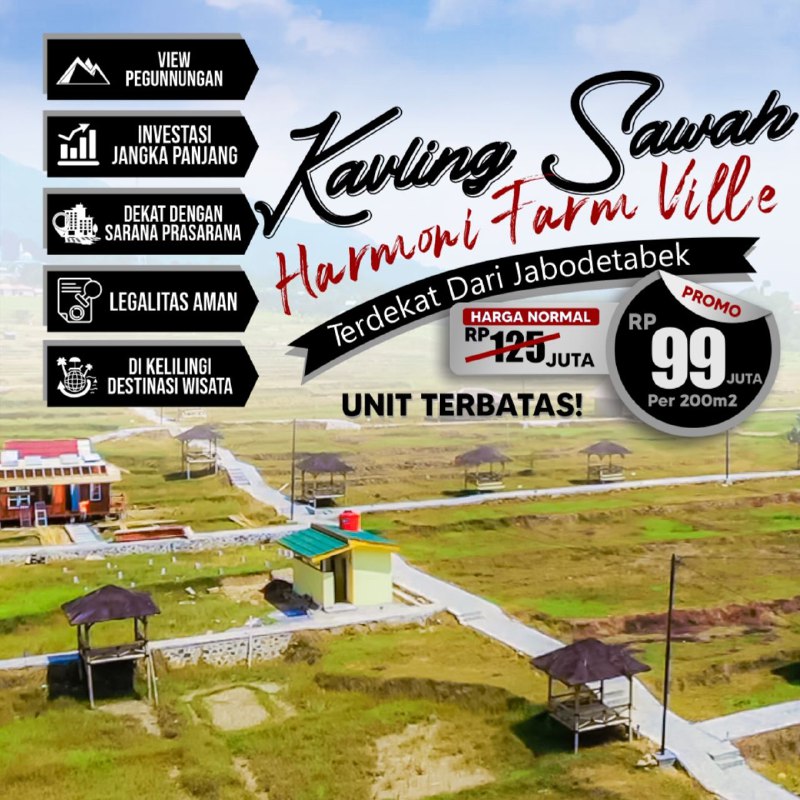 VIEW
PEGUNNUNGAN
INVESTASI
JANGKA PANJANG
DEKAT DENGAN
SARANA PRASARANA
LEGALITAS AMAN
DI KELILINGI
DESTINASI WISATA
Kavling Sawah
Harmoni Farm Ville
Terdekat Dari Jabodetabek
HARGA NORMAL
RP 125 JUTA
PROMO
RP 99 JUTA
Per 200m2
UNIT TERBATAS!